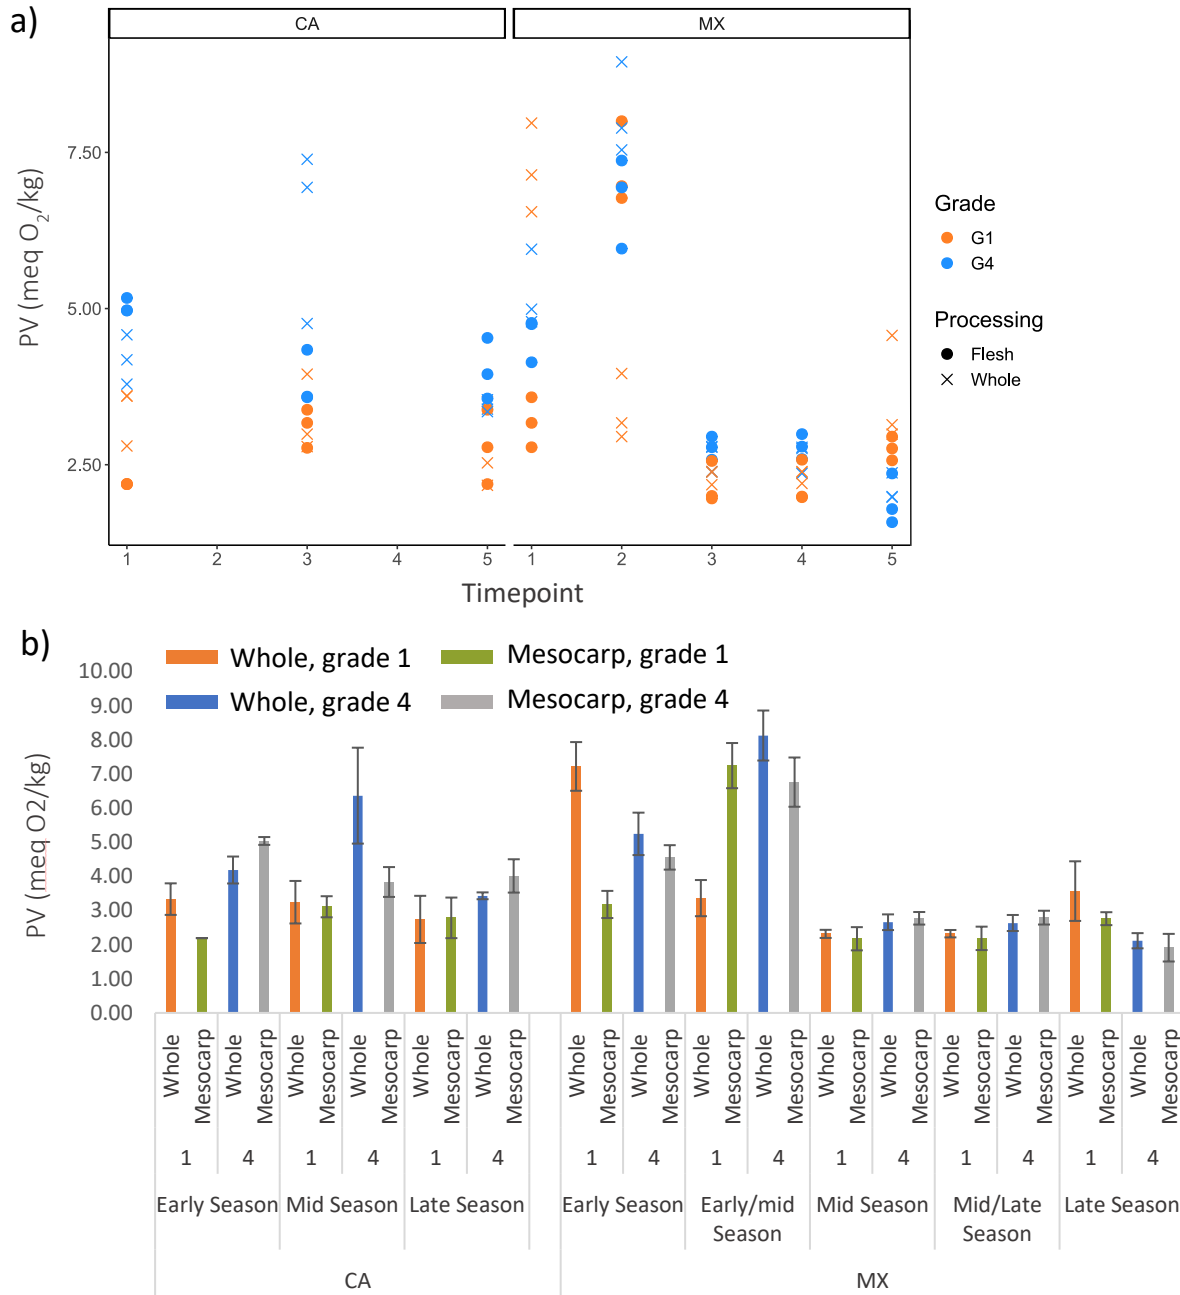 a)
CA
MX
7.50
5.00
2.50
PV (meq O2/kg)
1 2 3 4 5
1 2 3 4 5
Timepoint
Grade
G1
G4
Processing
Flesh
Whole
b)
Whole, grade 1
Mesocarp, grade 1
Whole, grade 4
Mesocarp, grade 4
10.00
9.00
8.00
7.00
6.00
5.00
4.00
3.00
2.00
1.00
0.00
PV (meq O2/kg)
Whole Mesocarp Whole Mesocarp Whole Mesocarp Whole Mesocarp Whole Mesocarp Whole Mesocarp Whole Mesocarp Whole Mesocarp Whole Mesocarp Whole Mesocarp Whole Mesocarp Whole Mesocarp Whole Mesocarp Whole Mesocarp Whole Mesocarp Whole Mesocarp
1 4 1 4 1 4 1 4 1 4 1 4 1 4 1 4
Early Season Mid Season Late Season Early Season Early/mid Mid Season Mid/Late Late Season
Season Season
CA MX